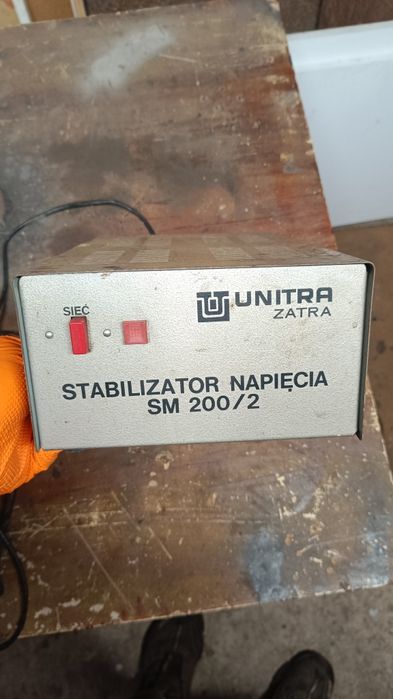 SIEĆ
UNITRA
ZATRA
STABILIZATOR NAPIĘCIA
SM 200/2